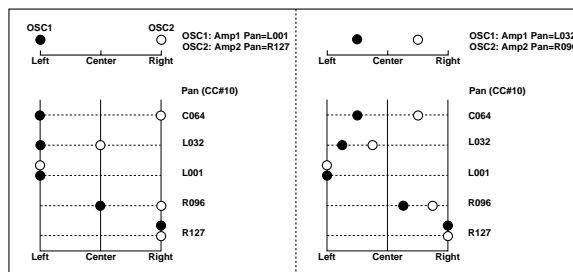 OSC1 OSC2
OSC1: Amp1 Pan=L001
OSC2: Amp2 Pan=R127
Left Center Right
Pan (CC#10)
C064
L032
L001
R096
R127
Left Center Right
OSC1: Amp1 Pan=L032
OSC2: Amp2 Pan=R096
Left Center Right
Pan (CC#10)
C064
L032
L001
R096
R127
Left Center Right